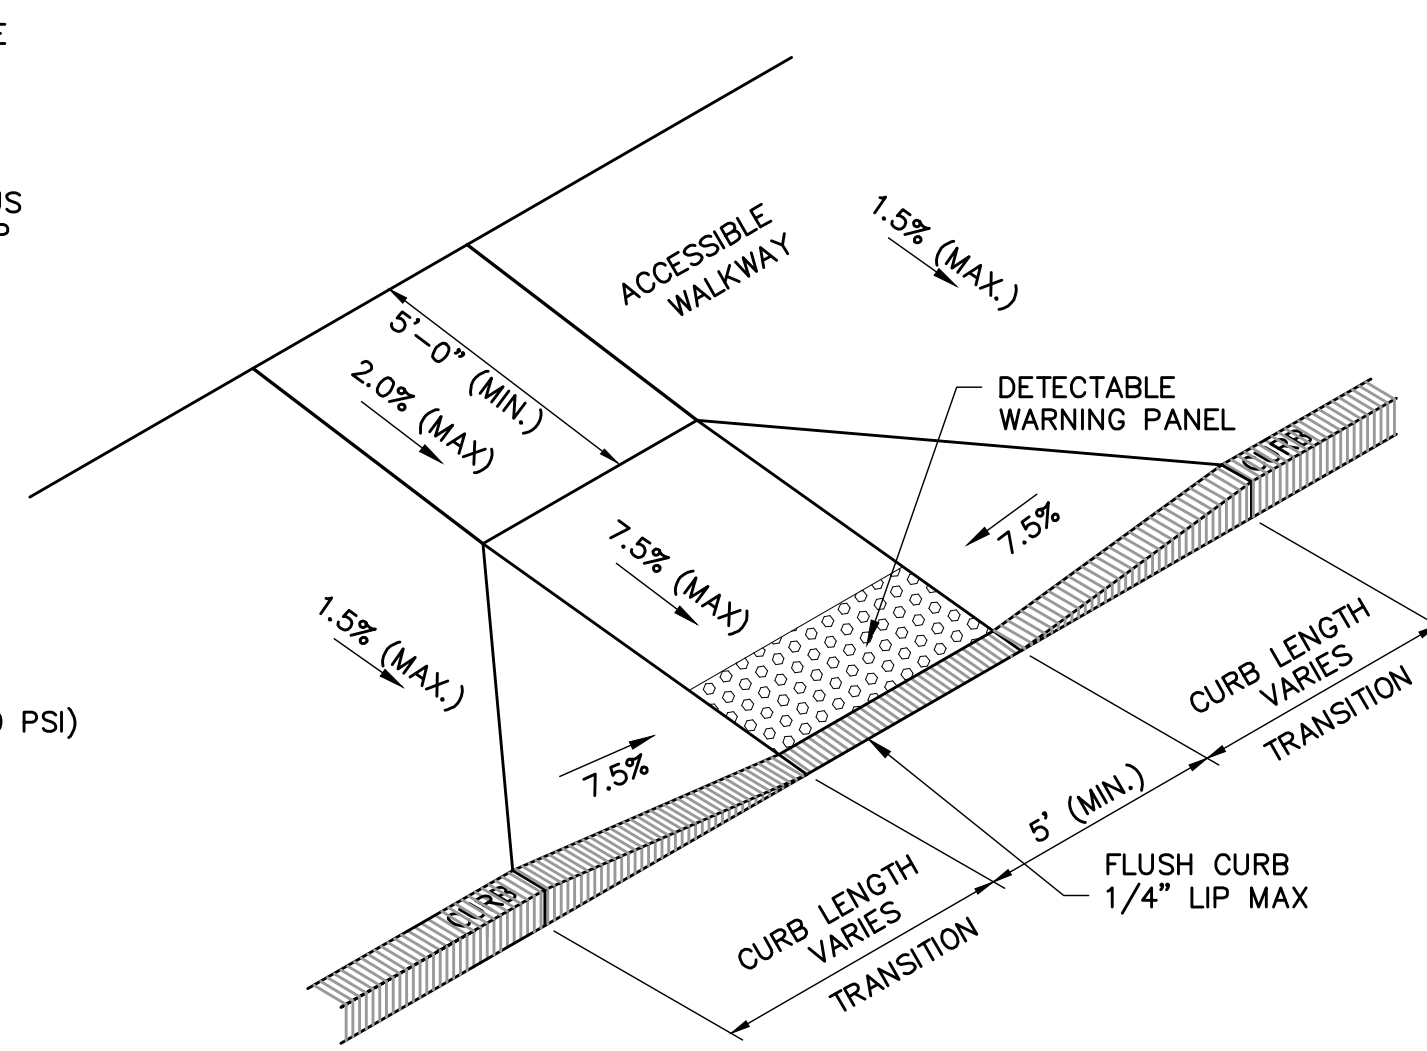 E
US
P
ACCESSIBLE
WALKWAY
1.5% (MAX.)
5'-0" (MIN.)
2.0% (MAX)
DETECTABLE
WARNING PANEL
CURB
7.5%
7.5% (MAX)
1.5% (MAX.)
PSI)
7.5%
CURB LENGTH
VARIES
TRANSITION
5' (MIN.)
FLUSH CURB
1/4" LIP MAX
CURB
CURB LENGTH
VARIES
TRANSITION